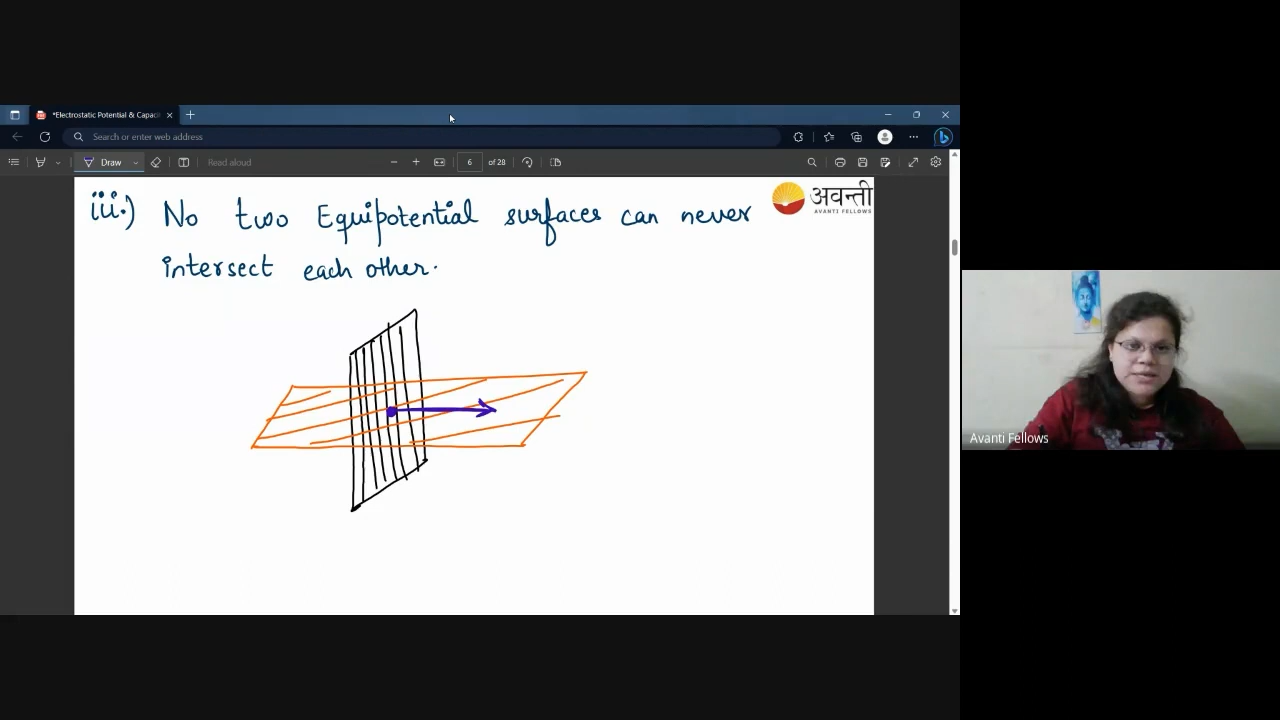 *Electrostatic Potential & Capaci
Search or enter web address
Draw
Read aloud
6
of 28
iii.) No two Equipotential surfaces can never
intersect each other.
अवन्ती
AVANTI FELLOWS
Avanti Fellows